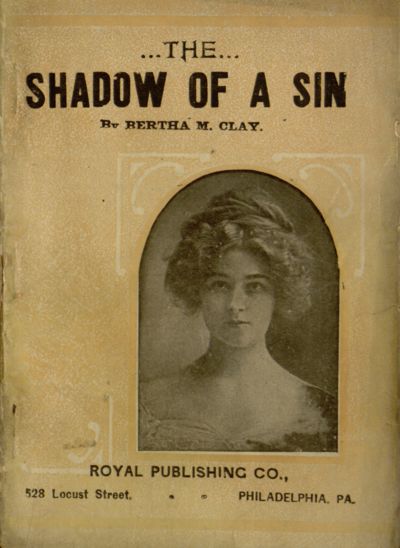 ...THE...
SHADOW OF A SIN
By BERTHA M. CLAY.
ROYAL PUBLISHING CO.,
528 Locust Street. PHILADELPHIA, PA.